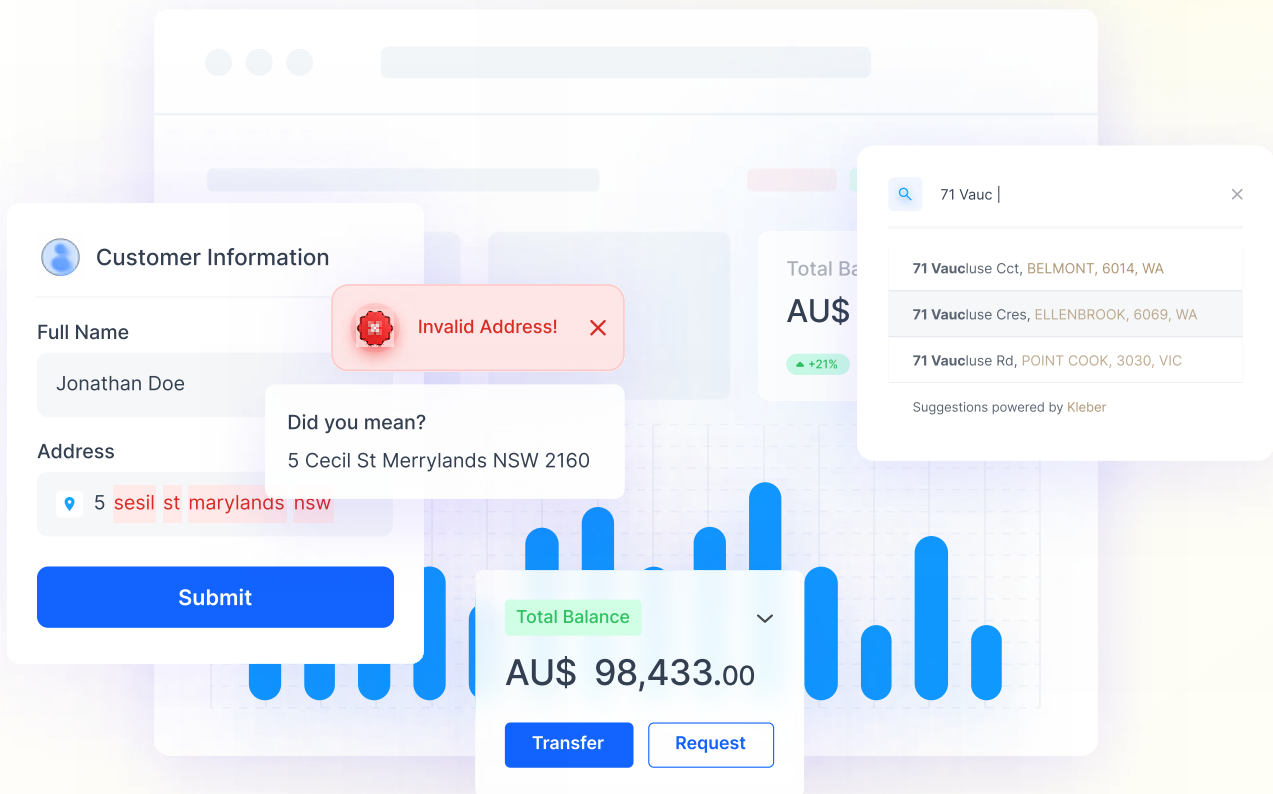 Customer Information
Full Name
Jonathan Doe
Address
5 sesil st marylands nsw
Submit
Invalid Address!
Did you mean?
5 Cecil St Merrylands NSW 2160
Total Ba
AU$
+21%
71 Vauc
71 Vaucluse Cct, BELMONT, 6014, WA
71 Vaucluse Cres, ELLENBROOK, 6069, WA
71 Vaucluse Rd, POINT COOK, 3030, VIC
Suggestions powered by Kleber
Total Balance
AU$ 98,433.00
Transfer
Request